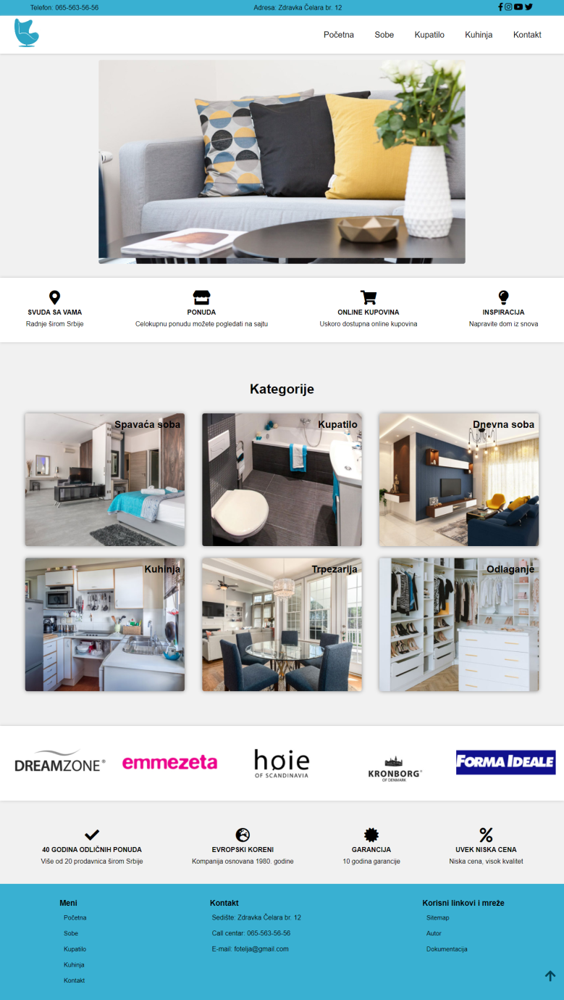 Telefon: 065-563-56-56
Adresa: Zdravka Čelara br. 12
Početna
Sobe
Kupatilo
Kuhinja
Kontakt
SVUDA SA VAMA
Radnje širom Srbije
PONUDA
Celokupnu ponudu možete pogledati na sajtu
ONLINE KUPOVINA
Uskoro dostupna online kupovina
INSPIRACIJA
Napravite dom iz snova
Kategorije
Spavaća soba
Kupatilo
Dnevna soba
Kuhinja
Trpezarija
Odlaganje
DREAMZONE®
emmezeta
høie
OF SCANDINAVIA
KRONBORG®
OF DENMARK
FORMA IDEALE
40 GODINA ODLIČNIH PONUDA
Više od 20 prodavnica širom Srbije
EVROPSKI KORENI
Kompanija osnovana 1980. godine
GARANCIJA
10 godina garancije
UVEK NISKA CENA
Niska cena, visok kvalitet
Meni
Početna
Sobe
Kupatilo
Kuhinja
Kontakt
Kontakt
Sedište: Zdravka Čelara br. 12
Call centar: 065-563-56-56
E-mail: fotelja@gmail.com
Korisni linkovi i mreže
Sitemap
Autor
Dokumentacija